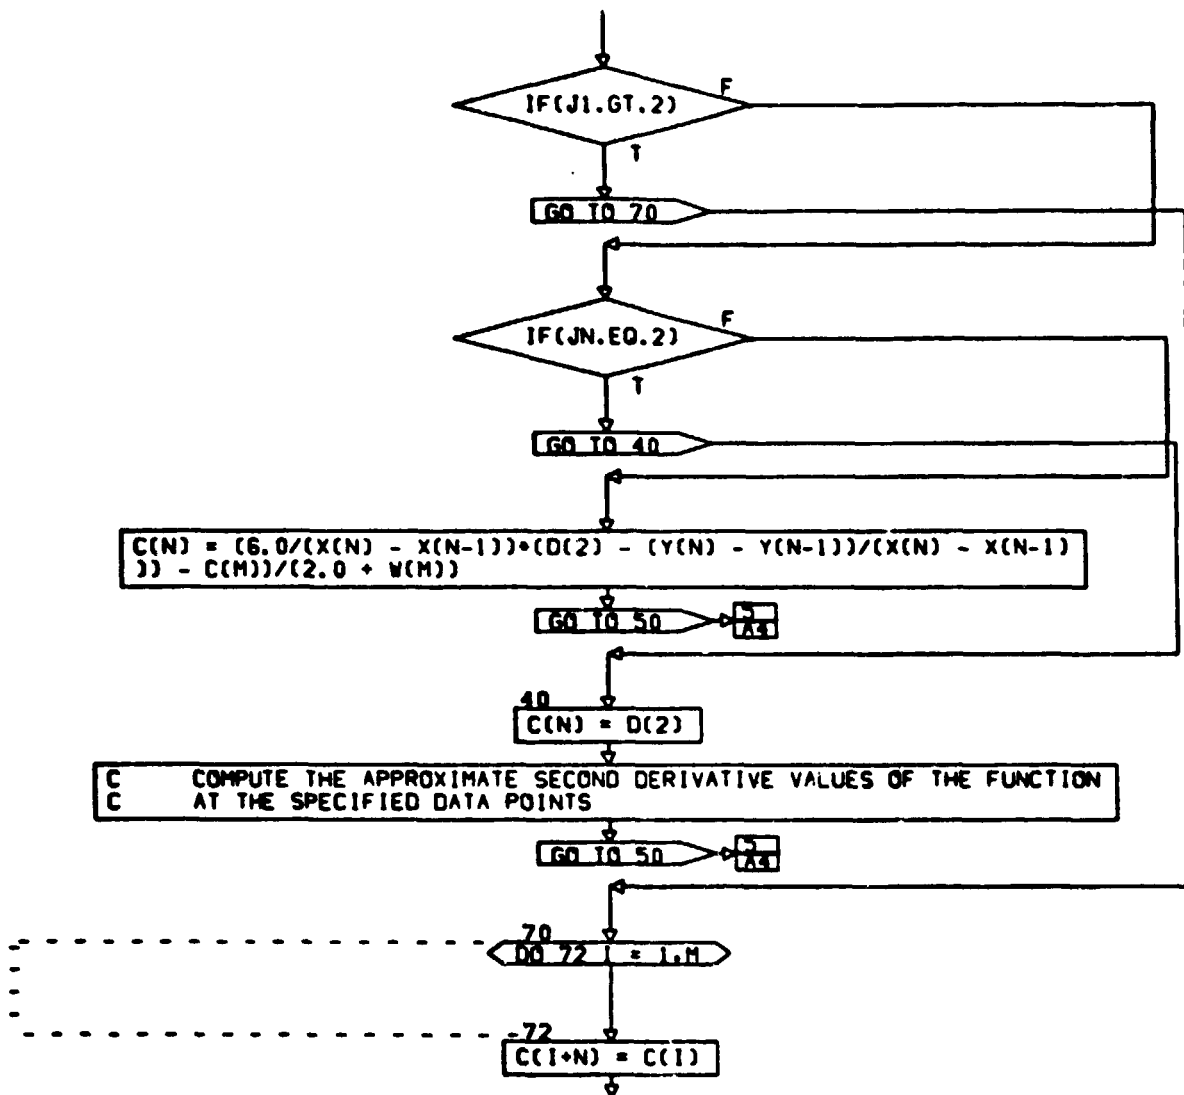 F
IF(J1.GT.2)
T
GO TO 70
F
IF(JN.EQ.2)
T
GO TO 40
C(N) = (6.0/(X(N) - X(N-1))*(D(2) - (Y(N) - Y(N-1))/(X(N) - X(N-1)
)) - C(M))/(2.0 + W(M))
GO TO 50
5
A4
40
C(N) = D(2)
C COMPUTE THE APPROXIMATE SECOND DERIVATIVE VALUES OF THE FUNCTION
C AT THE SPECIFIED DATA POINTS
GO TO 50
5
A4
70
DO 72 I = 1,M
72
C(I+N) = C(I)